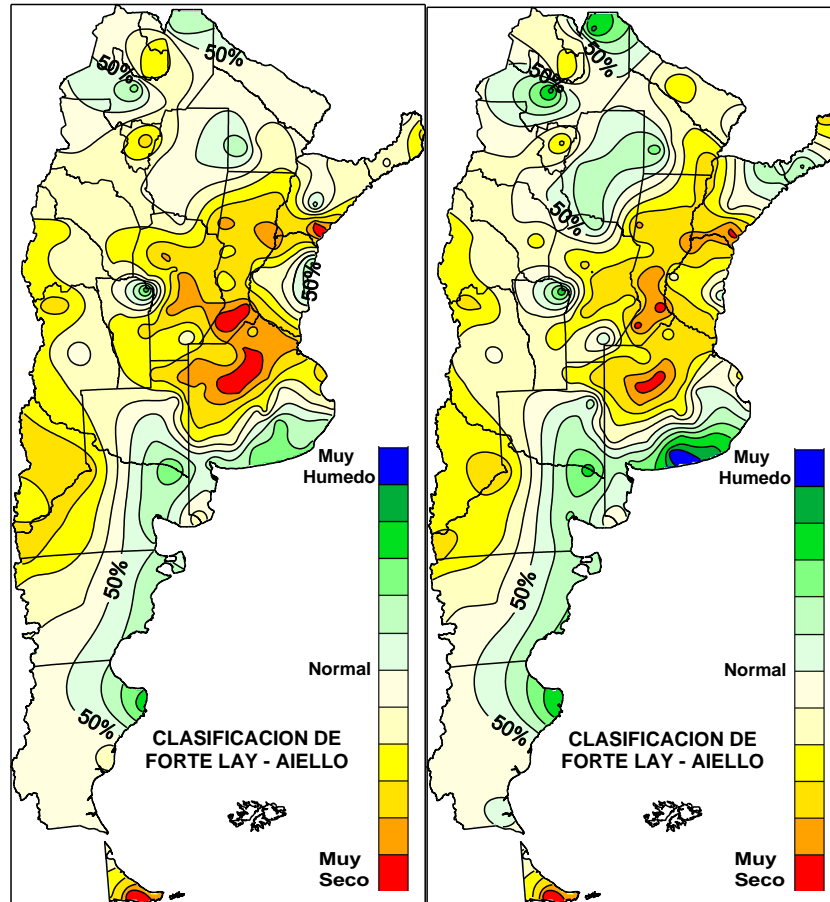 50%
50%
50%
50%
50%
Muy
Humedo
Normal
CLASIFICACION DE
FORTE LAY - AIELLO
Muy
Seco
50%
50%
50%
50%
50%
Muy
Humedo
Normal
CLASIFICACION DE
FORTE LAY - AIELLO
Muy
Seco